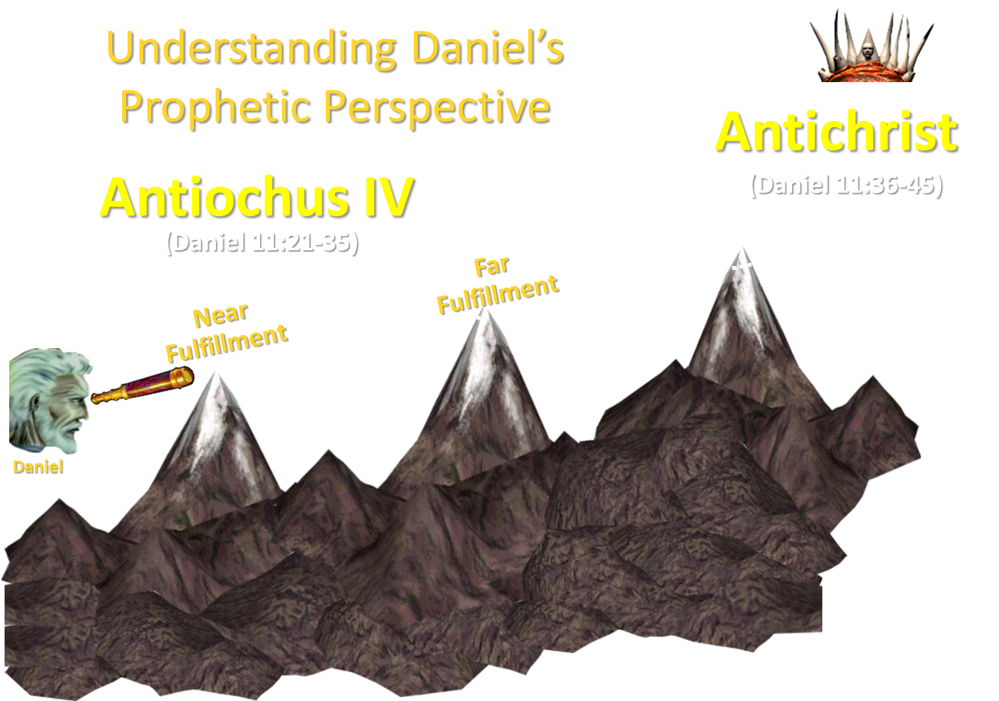 Understanding Daniel’s
Prophetic Perspective
Antichrist
(Daniel 11:36-45)
Antiochus IV
(Daniel 11:21-35)
Far
Fulfillment
Near
Fulfillment
Daniel